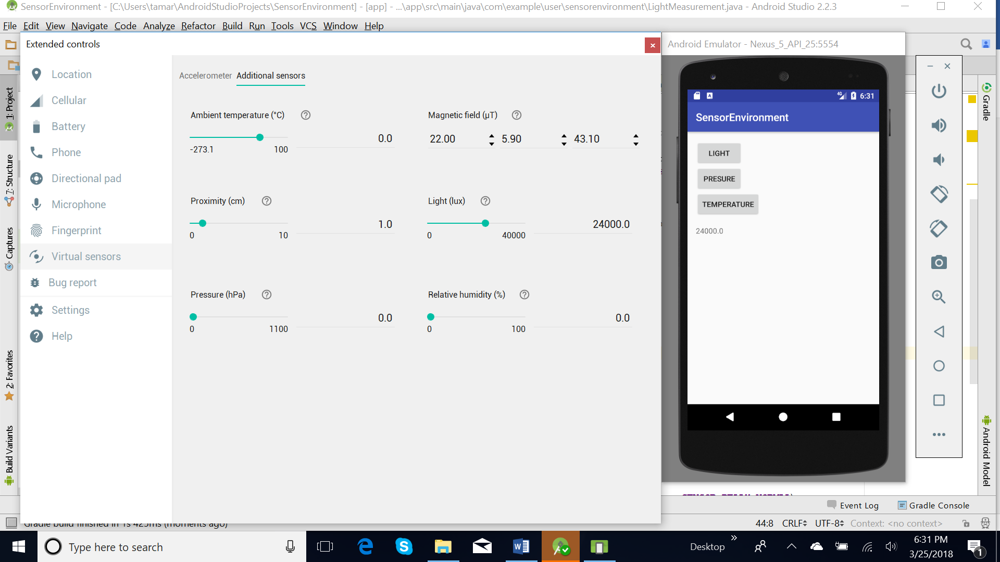 SensorEnvironment - [C:\Users\tamar\AndroidStudioProjects\SensorEnvironment] - [app] - ...\app\src\main\java\com\example\user\sensorenvironment\LightMeasurement.java - Android Studio 2.2.3
File Edit View Navigate Code Analyze Refactor Build Run Tools VCS Window Help
Extended controls
Location
Cellular
Battery
Phone
Directional pad
Microphone
Fingerprint
Virtual sensors
Bug report
Settings
Help
Accelerometer Additional sensors
Ambient temperature (°C)
0.0
-273.1 100
Magnetic field (µT)
22.00 5.90 43.10
Proximity (cm)
1.0
0 10
Light (lux)
24000.0
0 40000
Pressure (hPa)
0.0
0 1100
Relative humidity (%)
0.0
0 100
Android Emulator - Nexus_5_API_25:5554
4G 6:31
SensorEnvironment
LIGHT
PRESURE
TEMPERATURE
24000.0
1: Project
7: Structure
Captures
2: Favorites
Build Variants
Gradle
Android Model
Event Log Gradle Console
Gradle build finished in 1s 425ms (moments ago)
44:8 CRLF UTF-8 Context: <no context>
Type here to search
Desktop
6:31 PM
3/25/2018
1